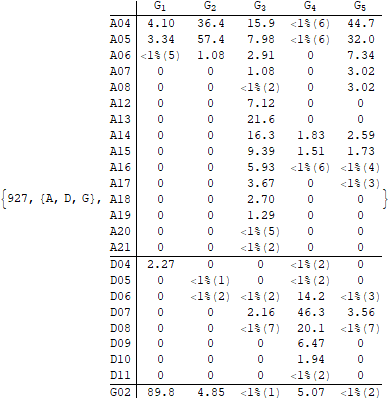 G1 G2 G3 G4 G5
A04 4.10 36.4 15.9 <1%(6) 44.7
A05 3.34 57.4 7.98 <1%(6) 32.0
A06 <1%(5) 1.08 2.91 0 7.34
A07 0 0 1.08 0 3.02
A08 0 0 <1%(2) 0 3.02
A12 0 0 7.12 0 0
A13 0 0 21.6 0 0
A14 0 0 16.3 1.83 2.59
A15 0 0 9.39 1.51 1.73
A16 0 0 5.93 <1%(6) <1%(4)
A17 0 0 3.67 0 <1%(3)
{927, {A, D, G}, A18 0 0 2.70 0 0 }
A19 0 0 1.29 0 0
A20 0 0 <1%(5) 0 0
A21 0 0 <1%(2) 0 0
D04 2.27 0 0 <1%(2) 0
D05 0 <1%(1) 0 <1%(2) 0
D06 0 <1%(2) <1%(2) 14.2 <1%(3)
D07 0 0 2.16 46.3 3.56
D08 0 0 <1%(7) 20.1 <1%(7)
D09 0 0 0 6.47 0
D10 0 0 0 1.94 0
D11 0 0 0 <1%(2) 0
G02 89.8 4.85 <1%(1) 5.07 <1%(2)